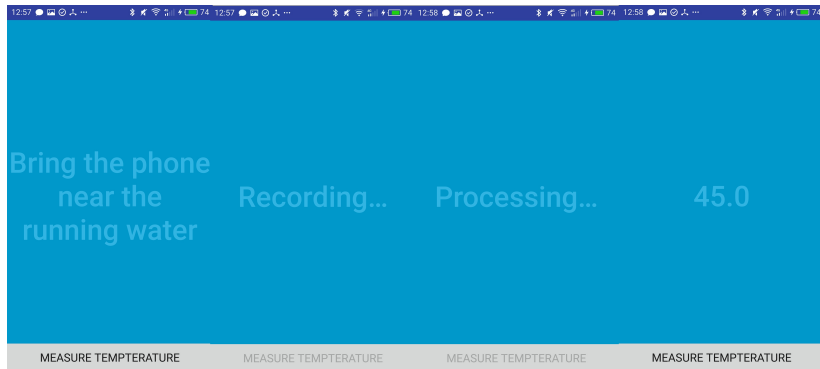 12:57 ... 74
12:57 ... 74
12:58 ... 74
12:58 ... 74
Bring the phone
near the
running water
Recording...
Processing...
45.0
MEASURE TEMPTERATURE
MEASURE TEMPTERATURE
MEASURE TEMPTERATURE
MEASURE TEMPTERATURE